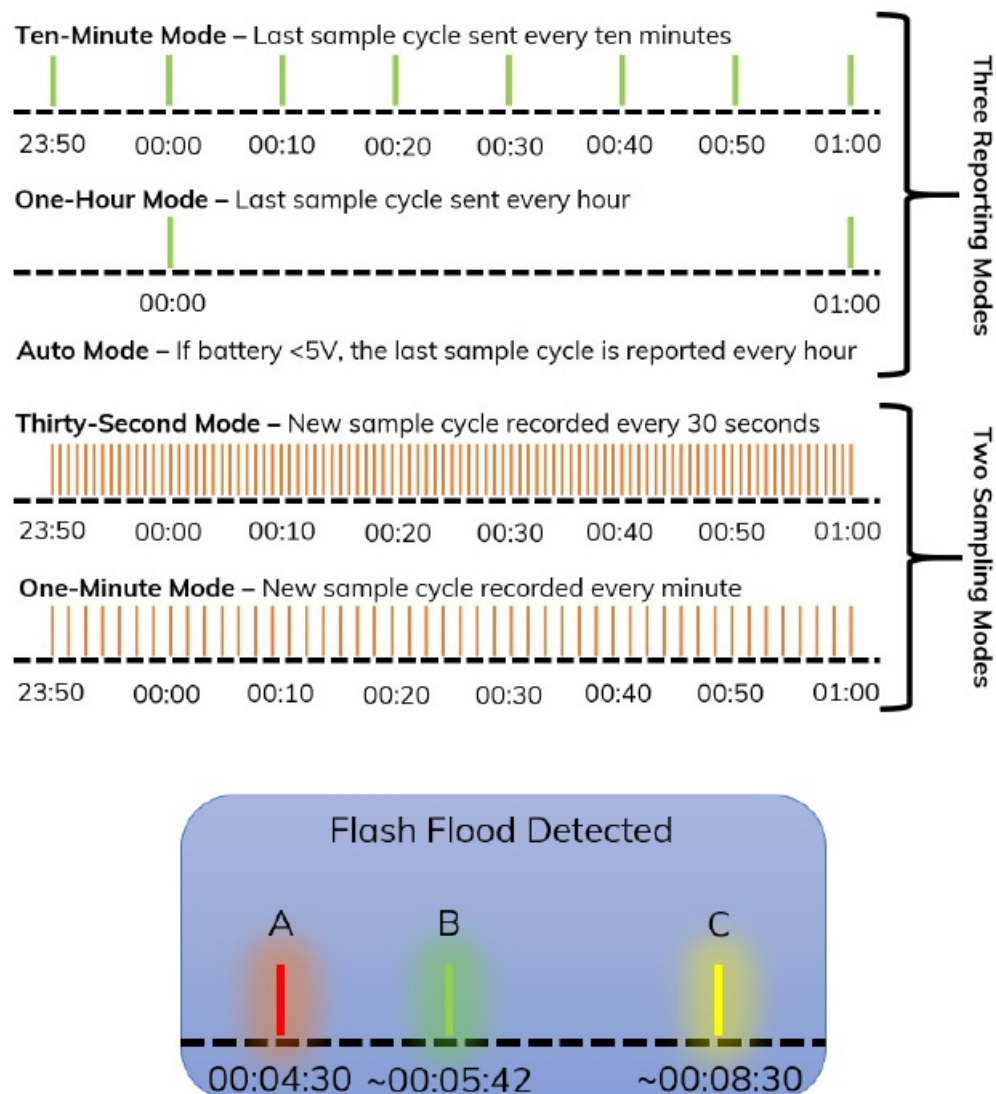 Ten-Minute Mode – Last sample cycle sent every ten minutes
23:50 00:00 00:10 00:20 00:30 00:40 00:50 01:00
One-Hour Mode – Last sample cycle sent every hour
00:00 01:00
Auto Mode – If battery <5V, the last sample cycle is reported every hour
Three Reporting Modes
Thirty-Second Mode – New sample cycle recorded every 30 seconds
23:50 00:00 00:10 00:20 00:30 00:40 00:50 01:00
One-Minute Mode – New sample cycle recorded every minute
23:50 00:00 00:10 00:20 00:30 00:40 00:50 01:00
Two Sampling Modes
Flash Flood Detected
A B C
00:04:30 ~00:05:42 ~00:08:30